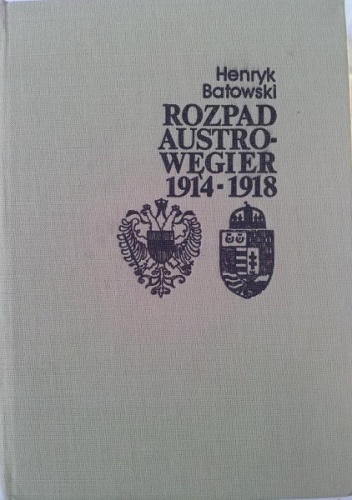 Henryk
Batowski
ROZPAD
AUSTRO-
WĘGIER
1914-1918